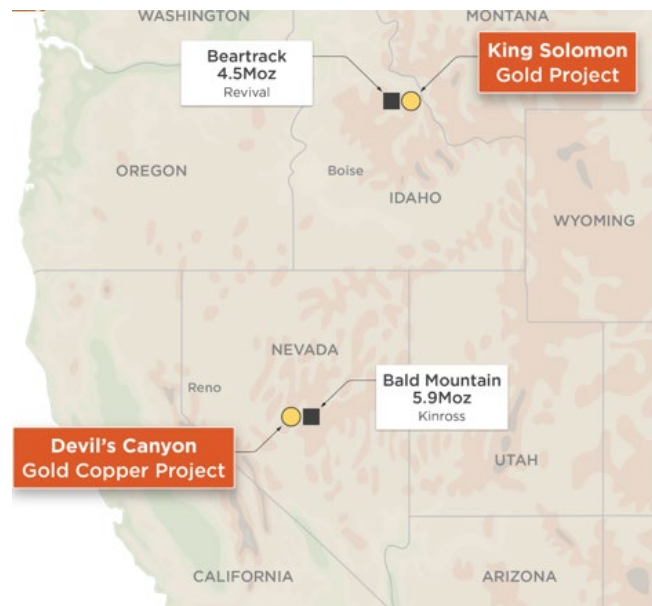 WASHINGTON
MONTANA
Beartrack
4.5Moz
Revival
King Solomon
Gold Project
OREGON
Boise
IDAHO
WYOMING
NEVADA
Reno
Bald Mountain
5.9Moz
Kinross
Devil's Canyon
Gold Copper Project
UTAH
CALIFORNIA
ARIZONA